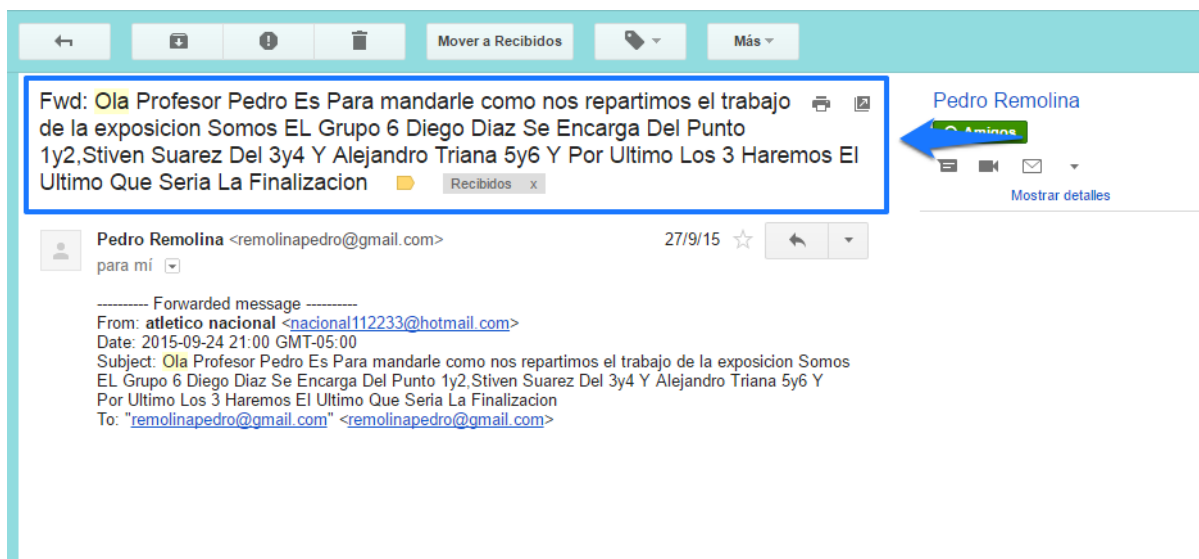 Mover a Recibidos
Más
Fwd: Ola Profesor Pedro Es Para mandarle como nos repartimos el trabajo
de la exposicion Somos EL Grupo 6 Diego Diaz Se Encarga Del Punto
1y2,Stiven Suarez Del 3y4 Y Alejandro Triana 5y6 Y Por Ultimo Los 3 Haremos El
Ultimo Que Seria La Finalizacion
Recibidos x
Pedro Remolina
Amigos
Mostrar detalles
Pedro Remolina <remolinapedro@gmail.com>
27/9/15
para mí
---------- Forwarded message ----------
From: atletico nacional <nacional112233@hotmail.com>
Date: 2015-09-24 21:00 GMT-05:00
Subject: Ola Profesor Pedro Es Para mandarle como nos repartimos el trabajo de la exposicion Somos
EL Grupo 6 Diego Diaz Se Encarga Del Punto 1y2,Stiven Suarez Del 3y4 Y Alejandro Triana 5y6 Y
Por Ultimo Los 3 Haremos El Ultimo Que Seria La Finalizacion
To: "remolinapedro@gmail.com" <remolinapedro@gmail.com>